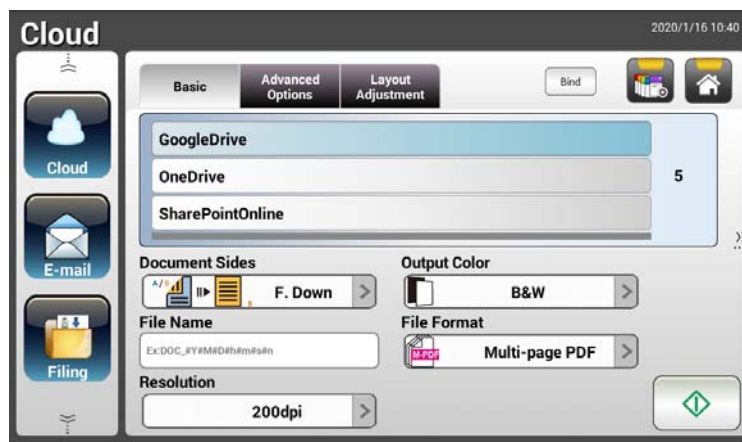 Cloud
2020/1/16 10:40
Basic
Advanced
Options
Layout
Adjustment
Bind
Cloud
E-mail
Filing
GoogleDrive
OneDrive
SharePointOnline
5
Document Sides
F. Down
Output Color
B&W
File Name
Ex:DOC_#Y#M#D#h#m#s#n
File Format
M-PDF
Multi-page PDF
Resolution
200dpi